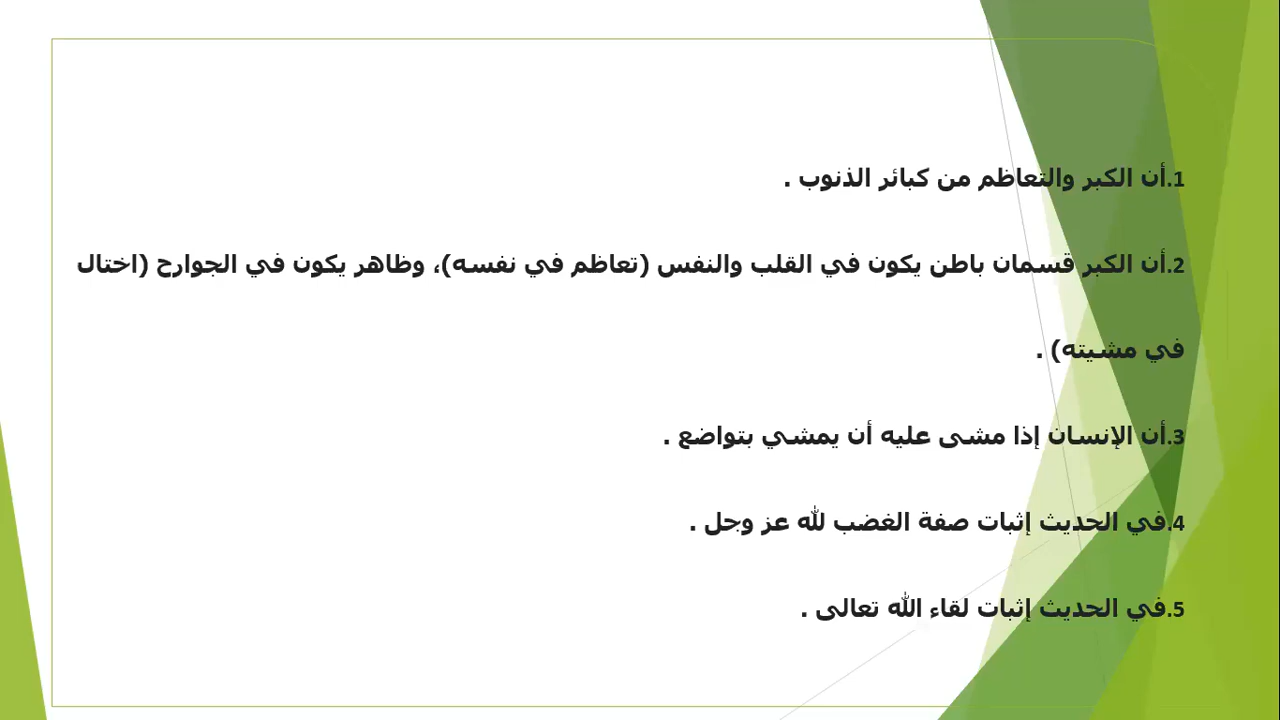 1.أن الكبر والتعاظم من كبائر الذنوب .
2.أن الكبر قسمان باطن يكون في القلب والنفس (تعاظم في نفسه)، وظاهر يكون في الجوارح (اختال
في مشيته) .
3.أن الإنسان إذا مشى عليه أن يمشي بتواضع .
4.في الحديث إثبات صفة الغضب لله عز وجل .
5.في الحديث إثبات لقاء الله تعالى .